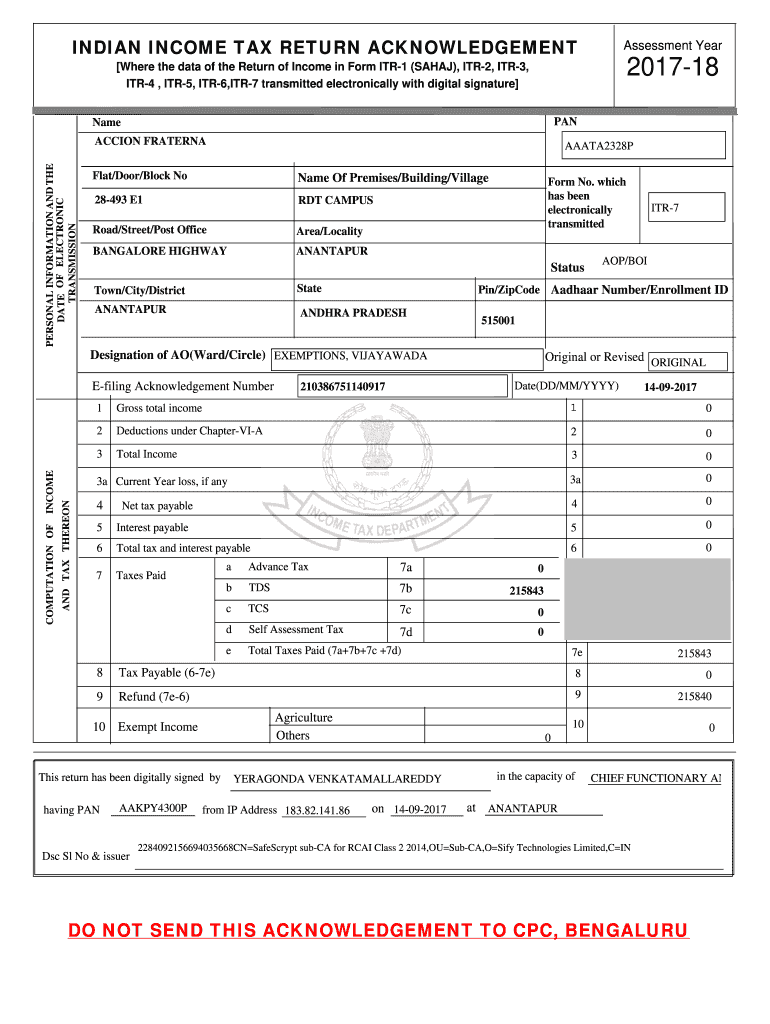 INDIAN INCOME TAX RETURN ACKNOWLEDGEMENT
[Where the data of the Return of Income in Form ITR-1 (SAHAJ), ITR-2, ITR-3,
ITR-4 , ITR-5, ITR-6,ITR-7 transmitted electronically with digital signature]
Assessment Year
2017-18
PERSONAL INFORMATION AND THE
DATE OF ELECTRONIC
TRANSMISSION
Name
PAN
ACCION FRATERNA
AAATA2328P
Flat/Door/Block No
Name Of Premises/Building/Village
Form No. which
has been
electronically
transmitted
ITR-7
28-493 E1
RDT CAMPUS
Road/Street/Post Office
Area/Locality
BANGALORE HIGHWAY
ANANTAPUR
Status
AOP/BOI
Town/City/District
State
Pin/ZipCode
Aadhaar Number/Enrollment ID
ANANTAPUR
ANDHRA PRADESH
515001
Designation of AO(Ward/Circle)
EXEMPTIONS, VIJAYAWADA
Original or Revised
ORIGINAL
E-filing Acknowledgement Number
210386751140917
Date(DD/MM/YYYY)
14-09-2017
COMPUTATION OF INCOME
AND TAX THEREON
1 Gross total income 1 0
2 Deductions under Chapter-VI-A 2 0
3 Total Income 3 0
3a Current Year loss, if any 3a 0
4 Net tax payable 4 0
5 Interest payable 5 0
6 Total tax and interest payable 6 0
7 Taxes Paid
a Advance Tax 7a 0
b TDS 7b 215843
c TCS 7c 0
d Self Assessment Tax 7d 0
e Total Taxes Paid (7a+7b+7c +7d) 7e 215843
8 Tax Payable (6-7e) 8 0
9 Refund (7e-6) 9 215840
10 Exempt Income
Agriculture
Others 0
10 0
INCOME TAX DEPARTMENT
This return has been digitally signed by YERAGONDA VENKATAMALLAREDDY in the capacity of CHIEF FUNCTIONARY AN
having PAN AAKPY4300P from IP Address 183.82.141.86 on 14-09-2017 at ANANTAPUR
Dsc Sl No & issuer
2284092156694035668CN=SafeScrypt sub-CA for RCAI Class 2 2014,OU=Sub-CA,O=Sify Technologies Limited,C=IN
DO NOT SEND THIS ACKNOWLEDGEMENT TO CPC, BENGALURU